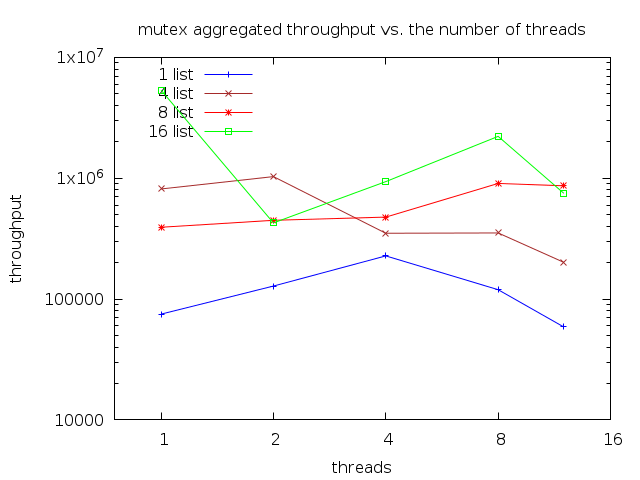 mutex aggregated throughput vs. the number of threads
1x10^7
1 list
4 list
8 list
16 list
1x10^6
throughput
100000
10000
1 2 4 8 16
threads